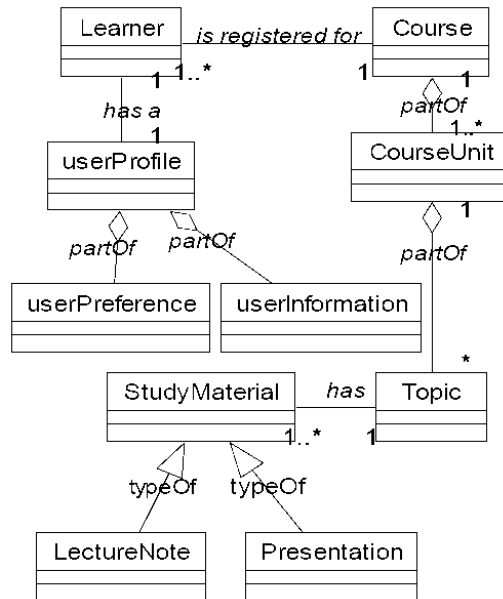 Learner
is registered for
Course
1
1..*
1
1
has a
partOf
1
1..*
userProfile
CourseUnit
1
partOf
partOf
partOf
userPreference
userInformation
*
StudyMaterial
has
Topic
1..*
1
typeOf
typeOf
LectureNote
Presentation